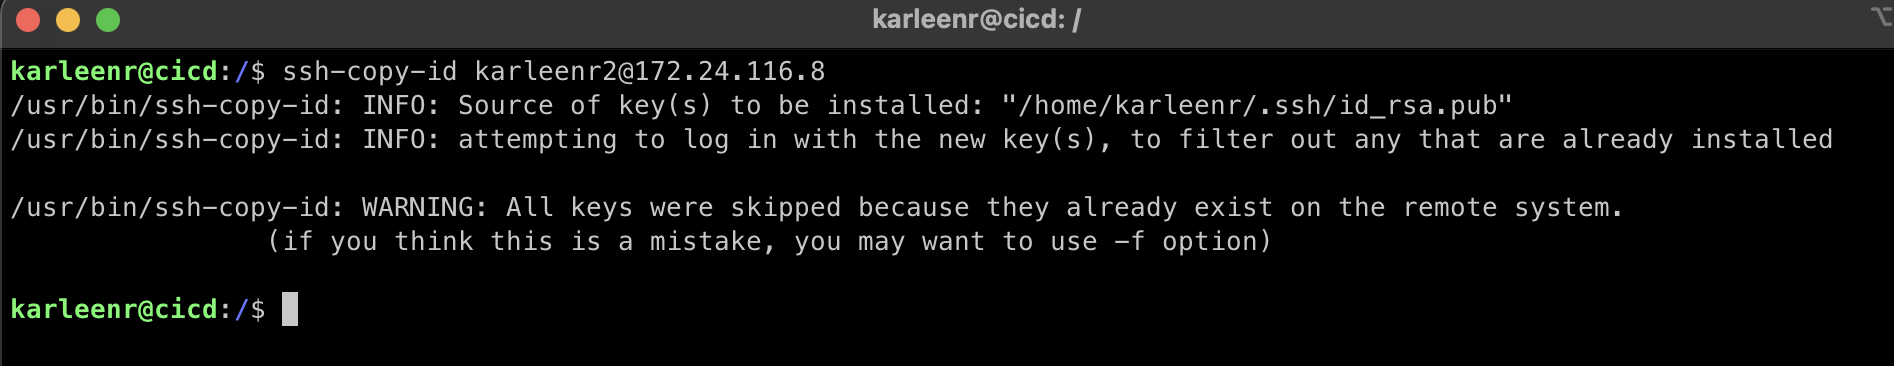 karleenr@cicd: /
karleenr@cicd:/$ ssh-copy-id karleenr2@172.24.116.8
/usr/bin/ssh-copy-id: INFO: Source of key(s) to be installed: "/home/karleenr/.ssh/id_rsa.pub"
/usr/bin/ssh-copy-id: INFO: attempting to log in with the new key(s), to filter out any that are already installed
/usr/bin/ssh-copy-id: WARNING: All keys were skipped because they already exist on the remote system.
(if you think this is a mistake, you may want to use -f option)
karleenr@cicd:/$